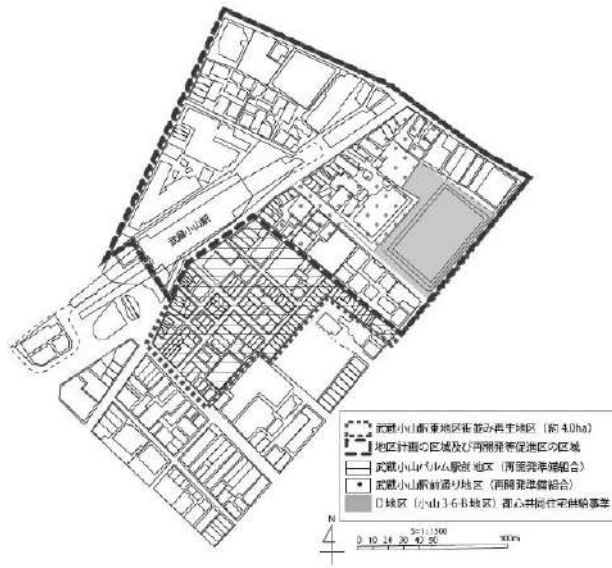 武蔵小山駅
武蔵小山駅東地区街並み再生地区（約4.0ha）
地区計画の区域及び再開発等促進区の区域
武蔵小山パルム駅前地区（再開発準備組合）
武蔵小山駅前通り地区（再開発準備組合）
D地区（小山3-6-B地区）都心共同住宅供給事業
N
S=1:1500
0 10 20 30 40 50 100m